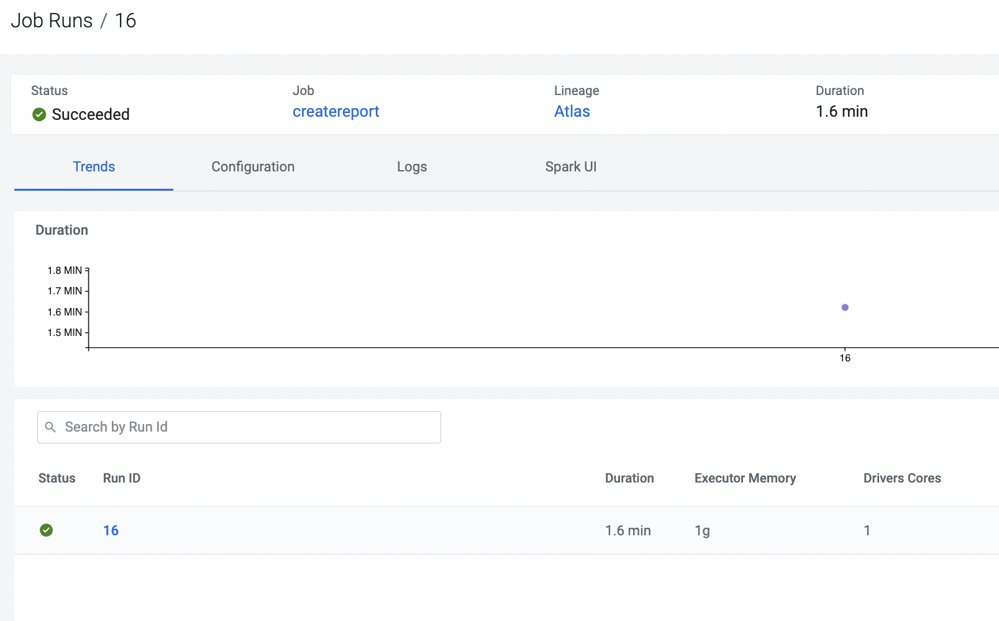 Job Runs / 16
Status Job Lineage Duration
Succeeded createreport Atlas 1.6 min
Trends Configuration Logs Spark UI
Duration
1.8 MIN
1.7 MIN
1.6 MIN
1.5 MIN
16
Search by Run Id
Status Run ID Duration Executor Memory Drivers Cores
16 1.6 min 1g 1